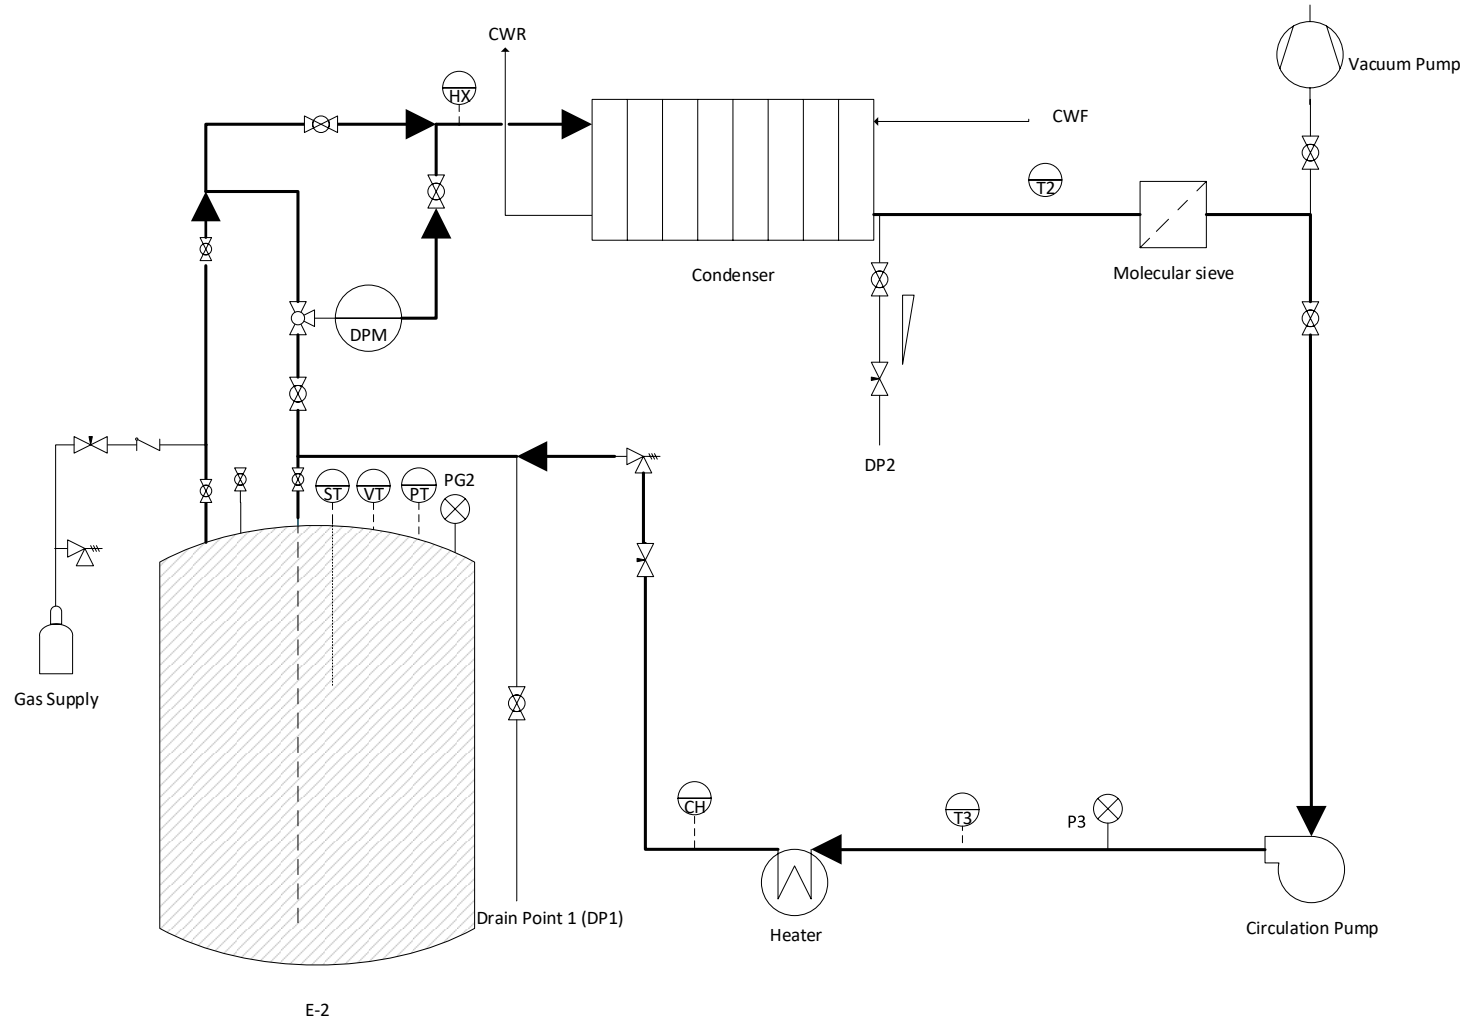 CWR
Vacuum Pump
HX
CWF
T2
Condenser
Molecular sieve
DPM
DP2
PG2
ST
VT
PT
Gas Supply
CH
T3
P3
Drain Point 1 (DP1)
Heater
Circulation Pump
E-2